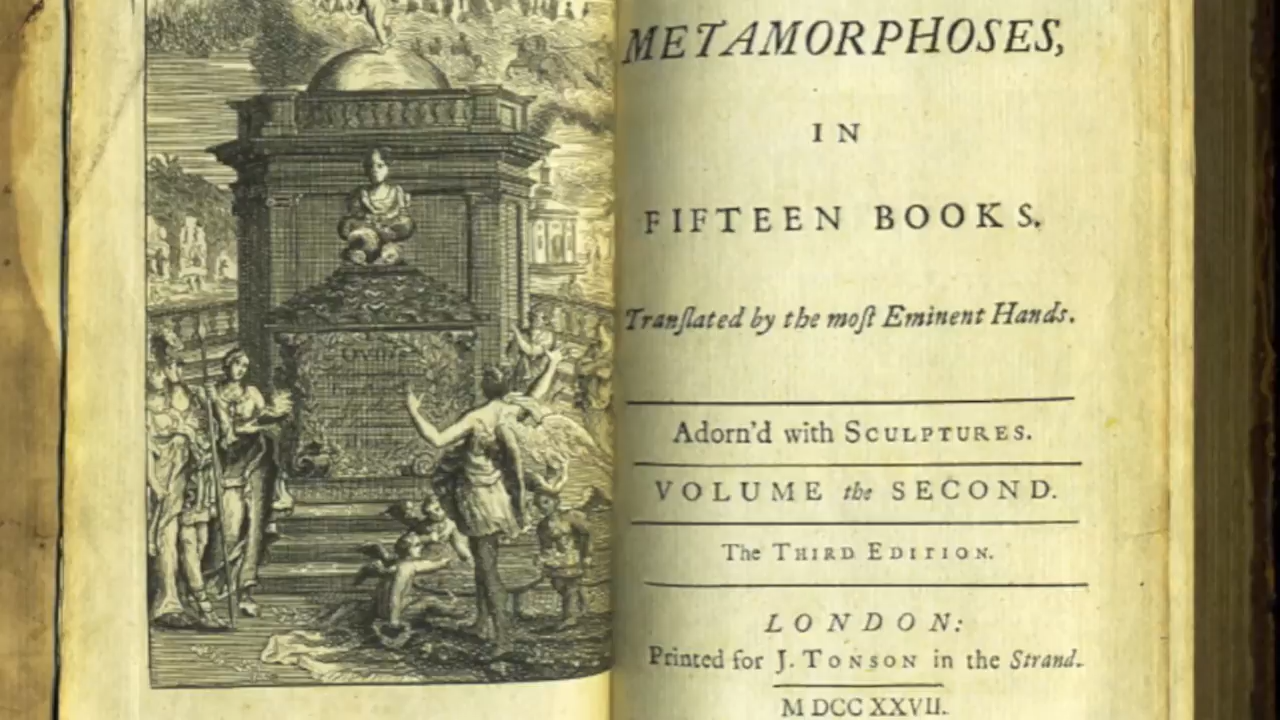 OVID
METAMORPHOSES,
IN
FIFTEEN BOOKS.
Tranſlated by the moſt Eminent Hands.
Adorn'd with SCULPTURES.
VOLUME the SECOND.
The THIRD EDITION.
LONDON:
Printed for J. TONSON in the Strand.
M DCC XXVII.